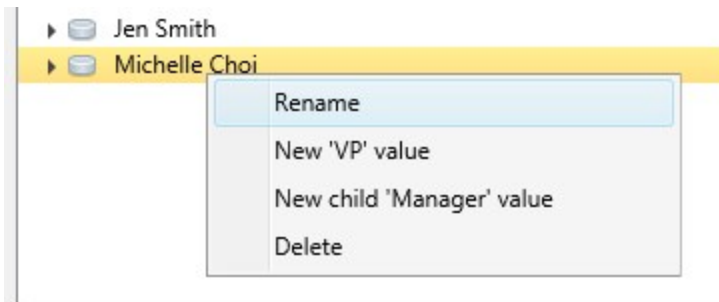 Jen Smith
Michelle Choi
Rename
New 'VP' value
New child 'Manager' value
Delete